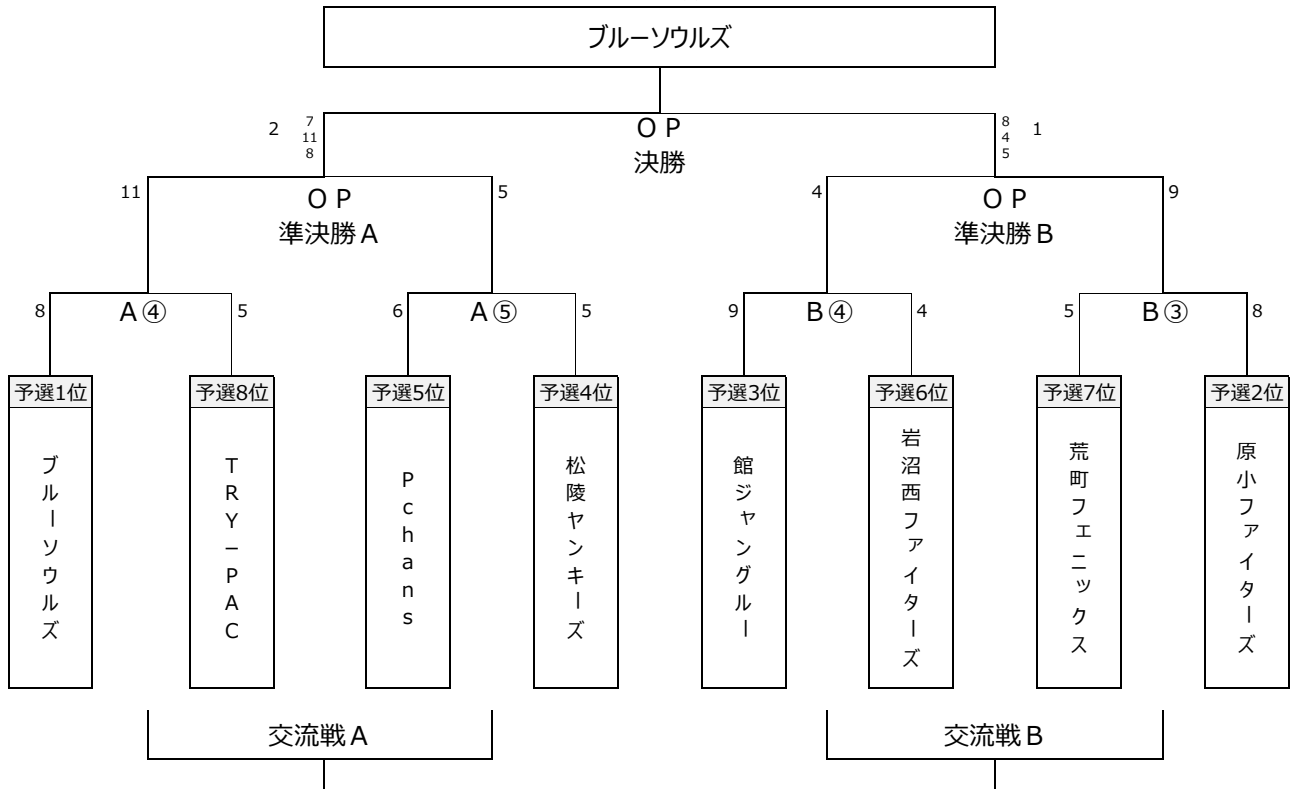 ブルーソウルズ
2
7
11
8
OP
決勝
8
4
5
1
11
OP
準決勝A
5
4
OP
準決勝B
9
8
A④
5
6
A⑤
5
9
B④
4
5
B③
8
予選1位
予選8位
予選5位
予選4位
予選3位
予選6位
予選7位
予選2位
ブルーソウルズ
TRY−PAC
Pchans
松陵ヤンキーズ
館ジャングルー
岩沼西ファイターズ
荒町フェニックス
原小ファイターズ
交流戦A
交流戦B